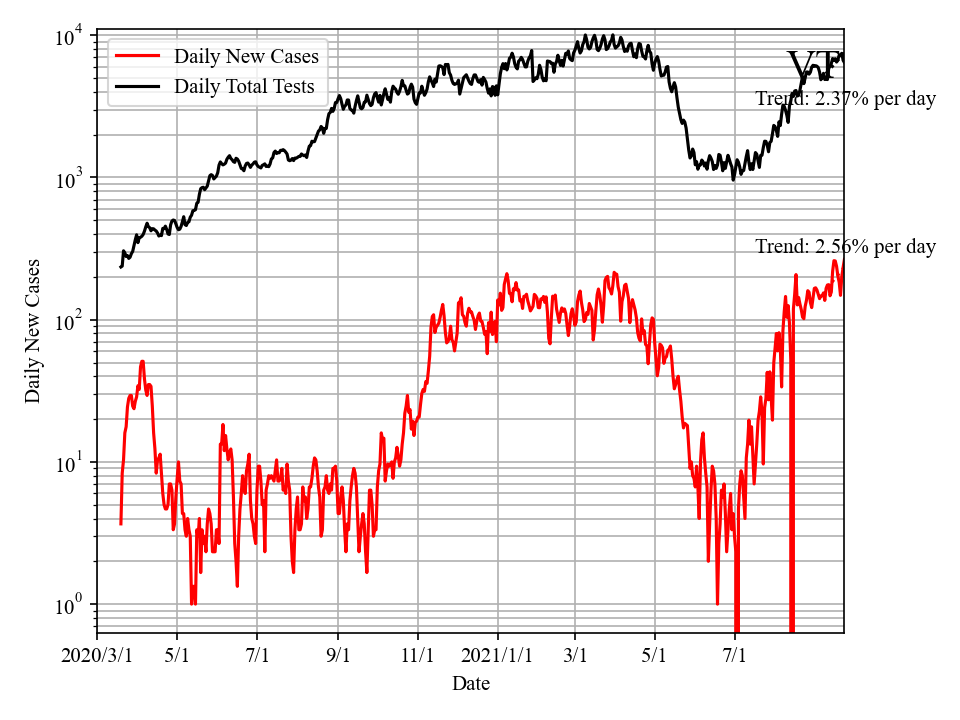 Daily New Cases
Daily Total Tests
VT
Trend: 2.37% per day
Trend: 2.56% per day
10^4
10^3
10^2
10^1
10^0
Daily New Cases
2020/3/1 5/1 7/1 9/1 11/1 2021/1/1 3/1 5/1 7/1
Date